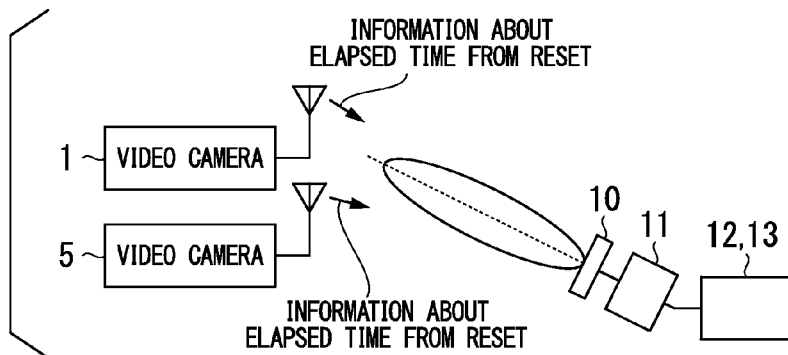 INFORMATION ABOUT
ELAPSED TIME FROM RESET
1
VIDEO CAMERA
10
11
12,13
5
VIDEO CAMERA
INFORMATION ABOUT
ELAPSED TIME FROM RESET